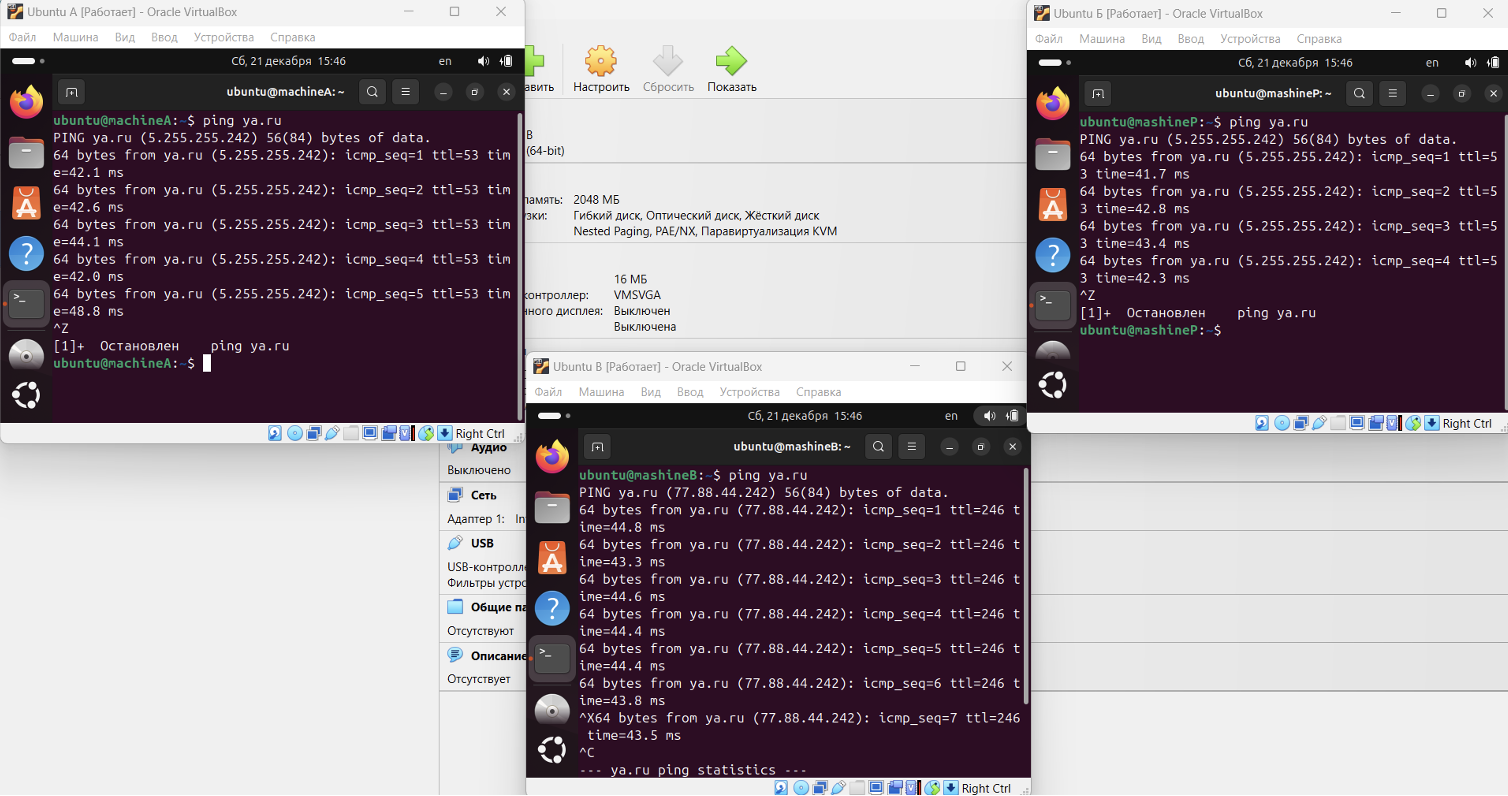 Ubuntu A [Работает] - Oracle VirtualBox
Файл Машина Вид Ввод Устройства Справка
Сб, 21 декабря 15:46 en
ubuntu@machineA: ~
ubuntu@machineA:~$ ping ya.ru
PING ya.ru (5.255.255.242) 56(84) bytes of data.
64 bytes from ya.ru (5.255.255.242): icmp_seq=1 ttl=53 tim
e=42.1 ms
64 bytes from ya.ru (5.255.255.242): icmp_seq=2 ttl=53 tim
e=42.6 ms
64 bytes from ya.ru (5.255.255.242): icmp_seq=3 ttl=53 tim
e=44.1 ms
64 bytes from ya.ru (5.255.255.242): icmp_seq=4 ttl=53 tim
e=42.0 ms
64 bytes from ya.ru (5.255.255.242): icmp_seq=5 ttl=53 tim
e=48.8 ms
^Z
[1]+ Остановлен ping ya.ru
ubuntu@machineA:~$
Right Ctrl
авить Настроить Сбросить Показать
В
(64-bit)
память: 2048 МБ
узки: Гибкий диск, Оптический диск, Жёсткий диск
Nested Paging, PAE/NX, Паравиртуализация KVM
16 МБ
контроллер: VMSVGA
нного дисплея: Выключен
Выключена
Ubuntu Б [Работает] - Oracle VirtualBox
Файл Машина Вид Ввод Устройства Справка
Сб, 21 декабря 15:46 en
ubuntu@mashineP: ~
ubuntu@mashineP:~$ ping ya.ru
PING ya.ru (5.255.255.242) 56(84) bytes of data.
64 bytes from ya.ru (5.255.255.242): icmp_seq=1 ttl=5
3 time=41.7 ms
64 bytes from ya.ru (5.255.255.242): icmp_seq=2 ttl=5
3 time=42.8 ms
64 bytes from ya.ru (5.255.255.242): icmp_seq=3 ttl=5
3 time=43.4 ms
64 bytes from ya.ru (5.255.255.242): icmp_seq=4 ttl=5
3 time=42.3 ms
^Z
[1]+ Остановлен ping ya.ru
ubuntu@mashineP:~$
Right Ctrl
Аудио
Выключено
Сеть
Адаптер 1: In
USB
USB-контролле
Фильтры устро
Общие па
Отсутствуют
Описание
Отсутствует
Ubuntu В [Работает] - Oracle VirtualBox
Файл Машина Вид Ввод Устройства Справка
Сб, 21 декабря 15:46 en
ubuntu@mashineB: ~
ubuntu@mashineB:~$ ping ya.ru
PING ya.ru (77.88.44.242) 56(84) bytes of data.
64 bytes from ya.ru (77.88.44.242): icmp_seq=1 ttl=246 t
ime=44.8 ms
64 bytes from ya.ru (77.88.44.242): icmp_seq=2 ttl=246 t
ime=43.3 ms
64 bytes from ya.ru (77.88.44.242): icmp_seq=3 ttl=246 t
ime=44.6 ms
64 bytes from ya.ru (77.88.44.242): icmp_seq=4 ttl=246 t
ime=44.4 ms
64 bytes from ya.ru (77.88.44.242): icmp_seq=5 ttl=246 t
ime=44.4 ms
64 bytes from ya.ru (77.88.44.242): icmp_seq=6 ttl=246 t
ime=43.8 ms
^X64 bytes from ya.ru (77.88.44.242): icmp_seq=7 ttl=246
time=43.5 ms
^C
--- ya.ru ping statistics ---
Right Ctrl